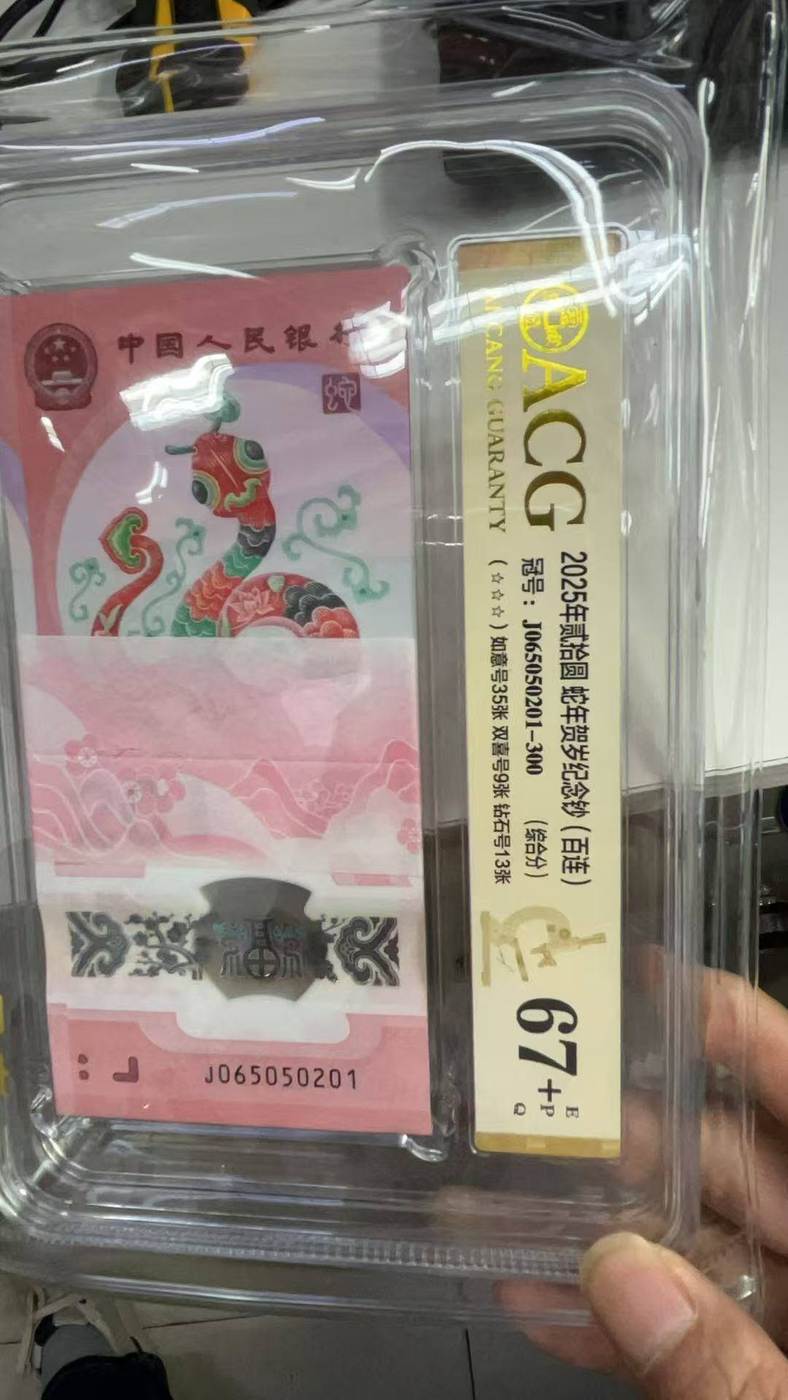 中国人民银行
蛇
J065050201
ACG
GUARANTY
2025年贰拾圆 蛇年贺岁纪念钞（百连）
冠号：J065050201-300 （综合分）
（☆☆☆）如意号35张 双喜号9张 钻石号13张
67+
E
P
Q